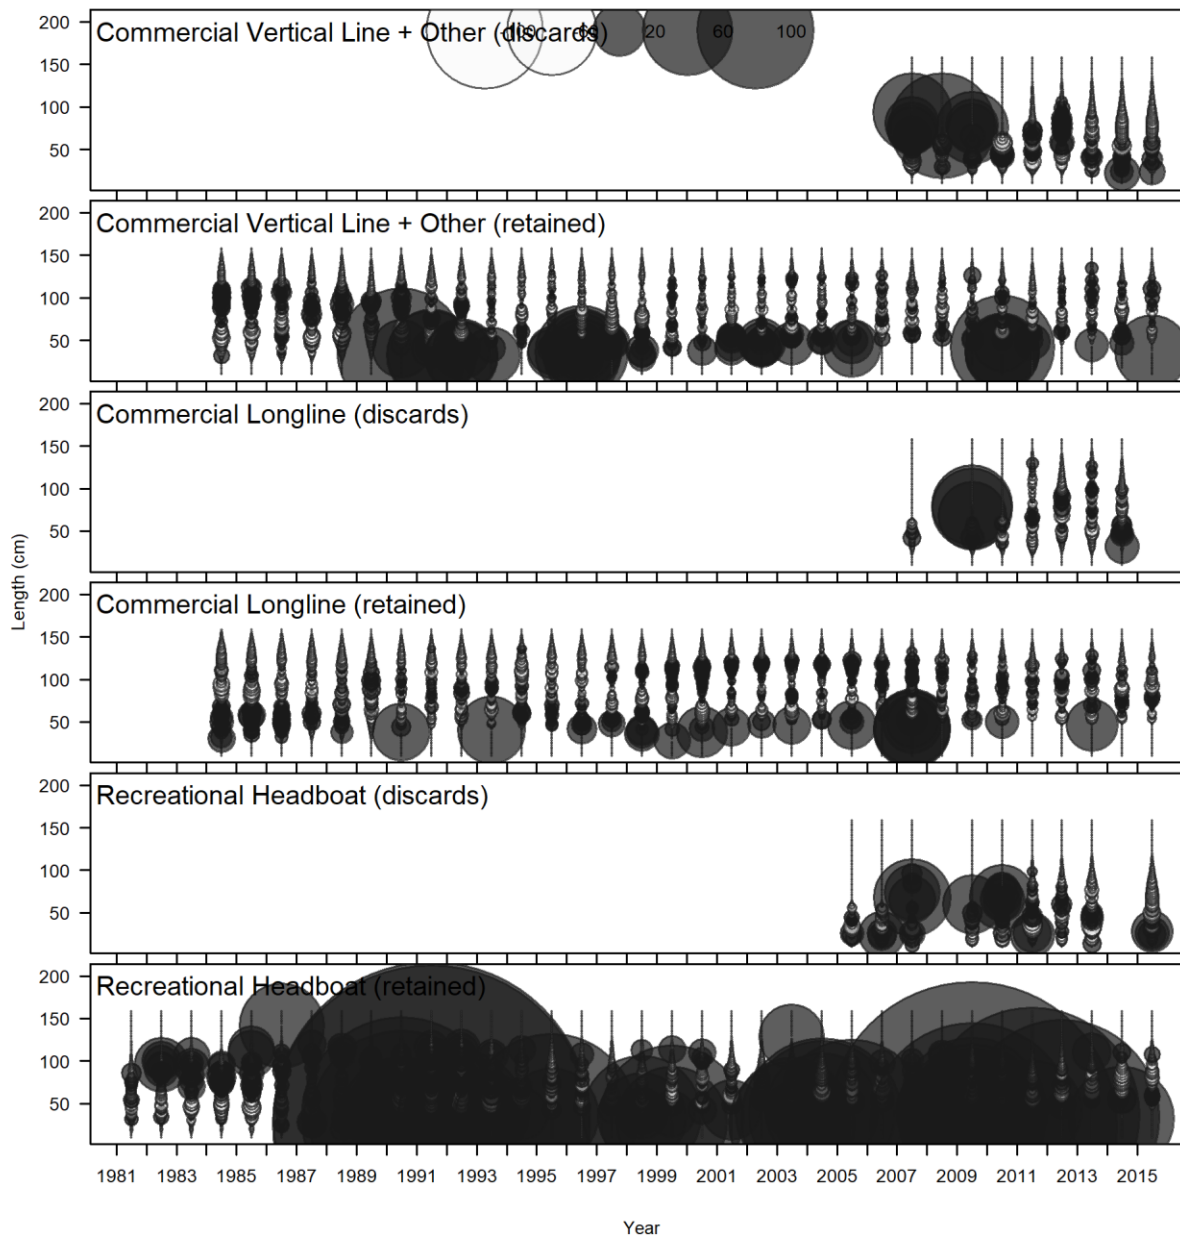 Commercial Vertical Line + Other (discards)
-100 -60 20 60 100
200
150
100
50
Commercial Vertical Line + Other (retained)
200
150
100
50
Commercial Longline (discards)
200
150
100
50
Commercial Longline (retained)
200
150
100
50
Recreational Headboat (discards)
200
150
100
50
Recreational Headboat (retained)
200
150
100
50
Length (cm)
1981 1983 1985 1987 1989 1991 1993 1995 1997 1999 2001 2003 2005 2007 2009 2011 2013 2015
Year